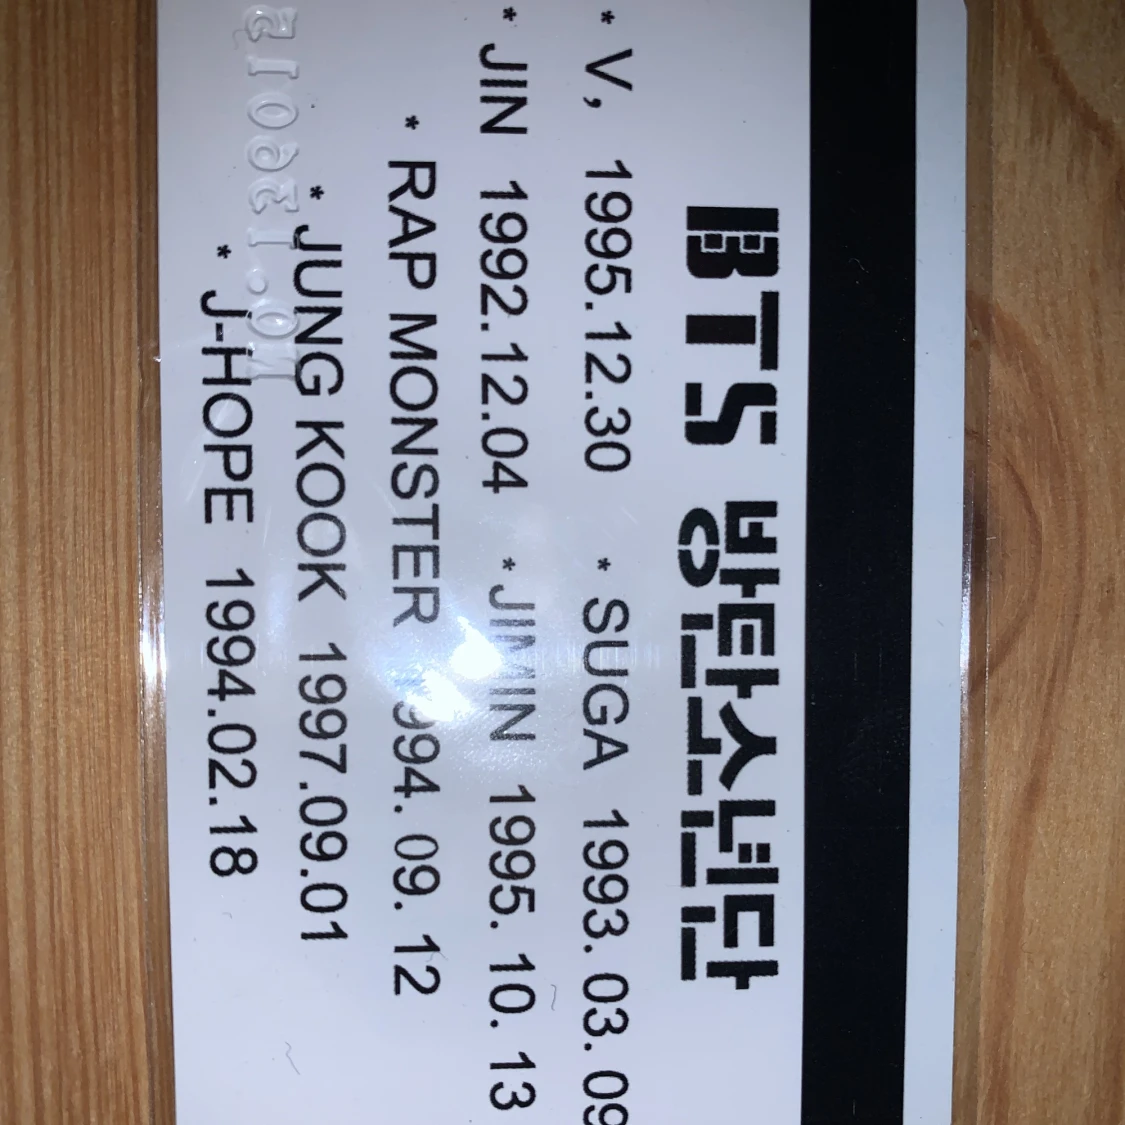 BTS 방탄소년단
* V, 1995.12.30 * SUGA 1993. 03. 09
* JIN 1992.12.04 *JIMIN 1995. 10. 13
* RAP MONSTER 1994. 09. 12
* JUNG KOOK 1997.09.01
* J-HOPE 1994.02.18